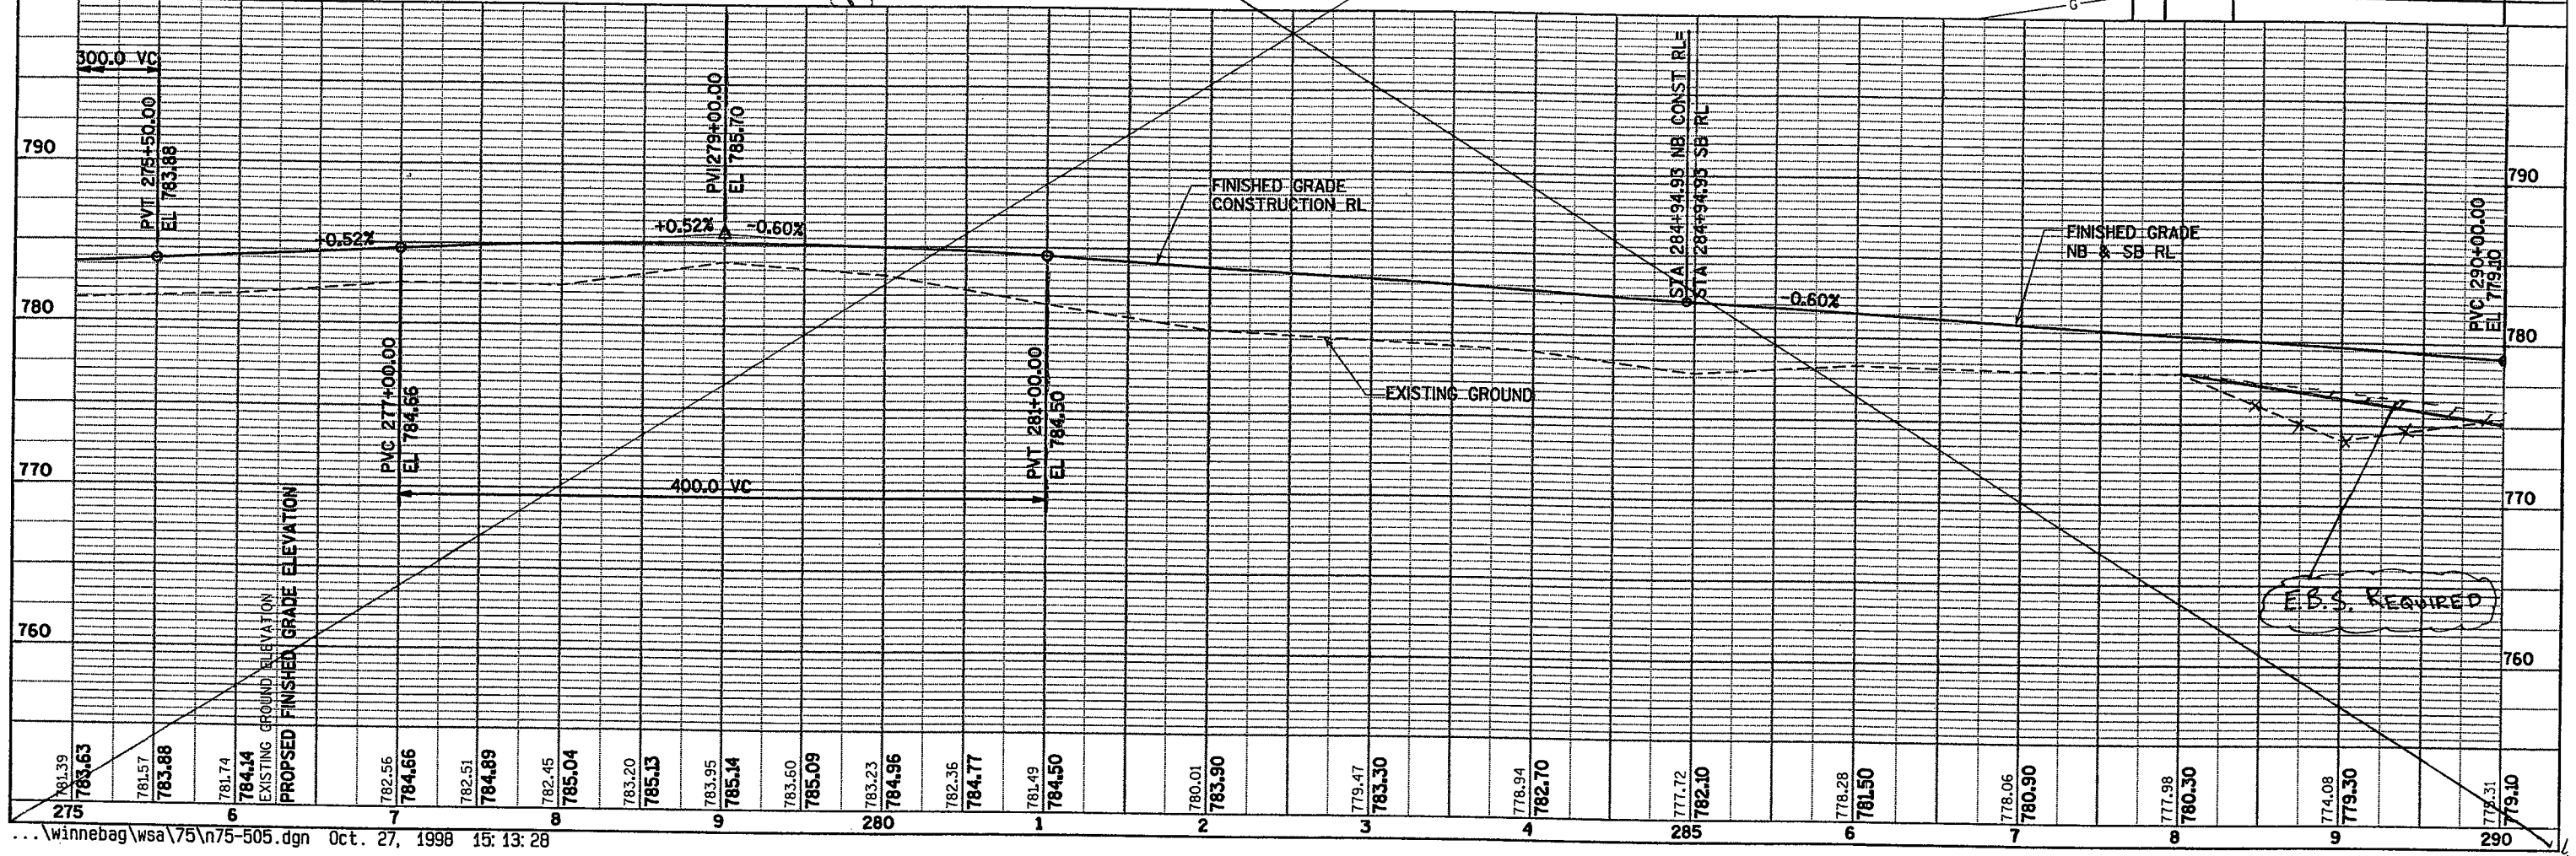 G
300.0 VC
PVT 275+50.00
EL 783.88
+0.52%
PVC 277+00.00
EL 784.66
PVI279+00.00
EL 785.70
+0.52%
-0.60%
400.0 VC
PVT 281+00.00
EL 784.50
FINISHED GRADE
CONSTRUCTION RL
EXISTING GROUND
STA 284+94.93 NB CONST RL=
STA 284+94.93 SB RL
-0.60%
FINISHED GRADE
NB & SB RL
PVC 290+00.00
EL 779.10
E.B.S. REQUIRED
790
780
770
760
790
780
770
760
EXISTING GROUND ELEVATION
PROPSED FINISHED GRADE ELEVATION
781.39
783.63
781.57
783.88
781.74
784.14
782.56
784.66
782.51
784.89
782.45
785.04
783.20
785.13
783.95
785.14
783.60
785.09
783.23
784.96
782.36
784.77
781.49
784.50
780.01
783.90
779.47
783.30
778.94
782.70
777.72
782.10
778.28
781.50
778.06
780.90
777.98
780.30
774.08
779.30
779.10
275 6 7 8 9 280 1 2 3 4 285 6 7 8 9 290
...\winnebag\wsa\75\n75-505.dgn Oct. 27, 1998 15:13:28